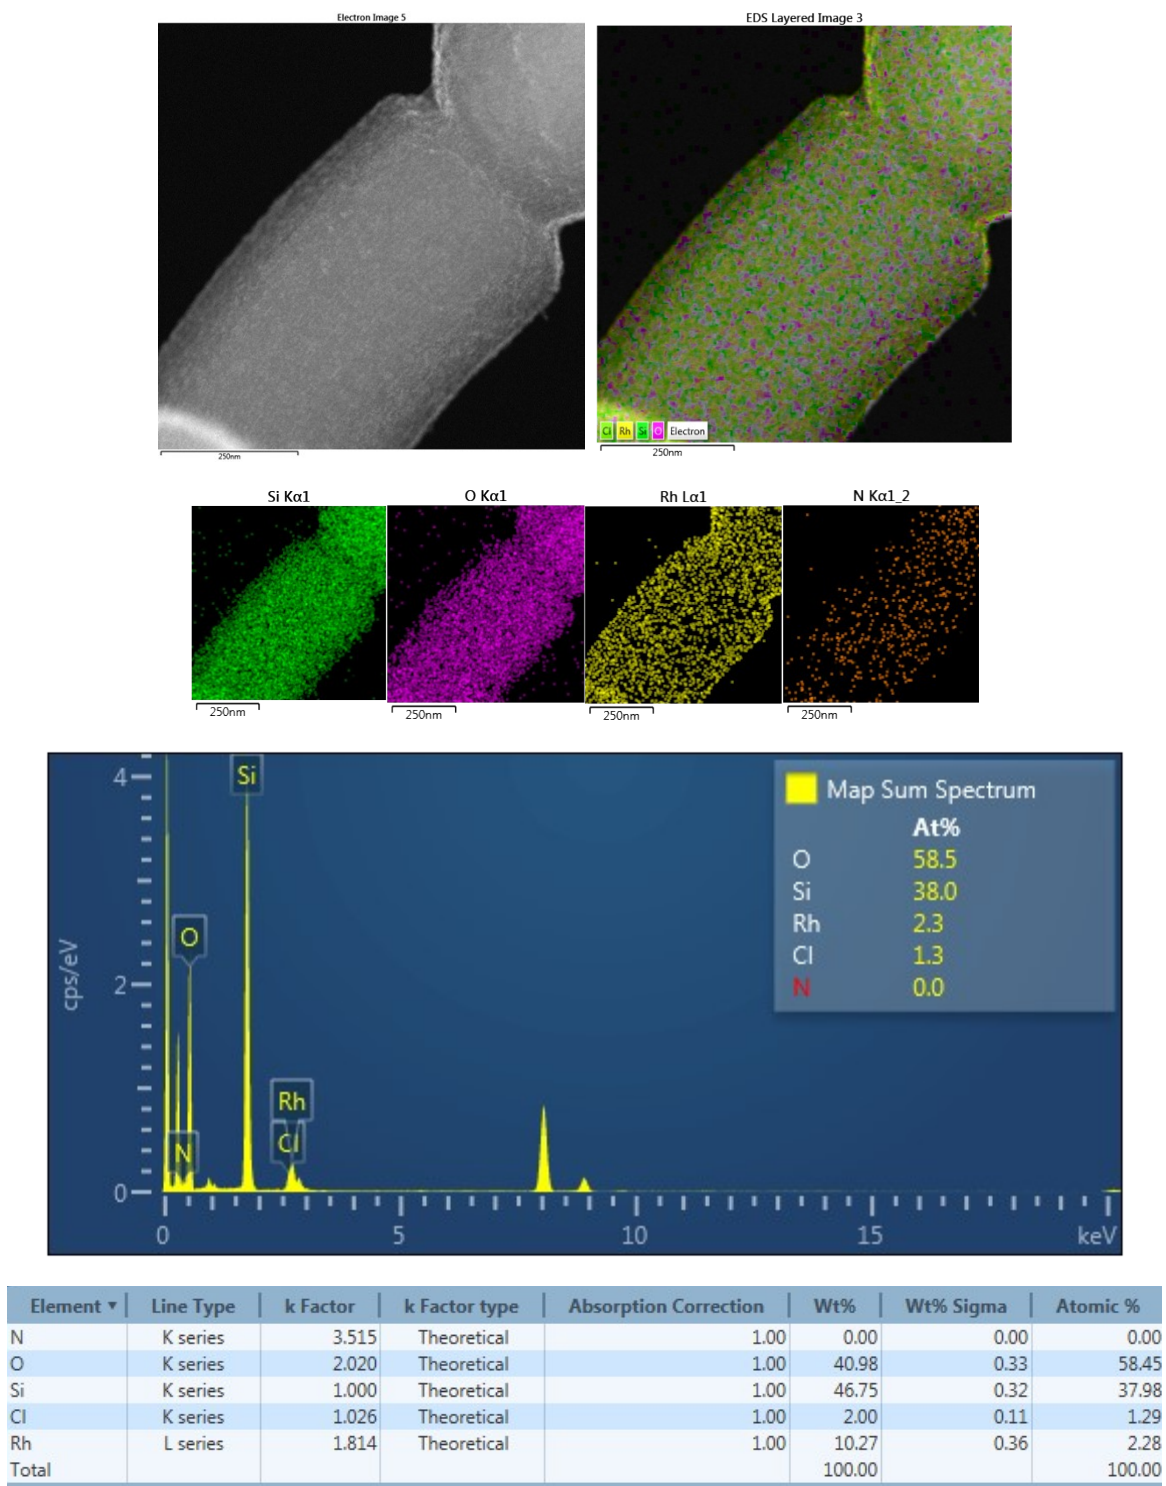 Electron Image 5
EDS Layered Image 3
Cl Rh Si O Electron
250nm
250nm
Si Kα1
O Kα1
Rh Lα1
N Kα1_2
250nm
250nm
250nm
250nm
4
2
0
cps/eV
Si
O
N
Rh
Cl
0 5 10 15 keV
Map Sum Spectrum
At%
O 58.5
Si 38.0
Rh 2.3
Cl 1.3
N 0.0
Element ▼ Line Type k Factor k Factor type Absorption Correction Wt% Wt% Sigma Atomic %
N K series 3.515 Theoretical 1.00 0.00 0.00 0.00
O K series 2.020 Theoretical 1.00 40.98 0.33 58.45
Si K series 1.000 Theoretical 1.00 46.75 0.32 37.98
Cl K series 1.026 Theoretical 1.00 2.00 0.11 1.29
Rh L series 1.814 Theoretical 1.00 10.27 0.36 2.28
Total 100.00 100.00